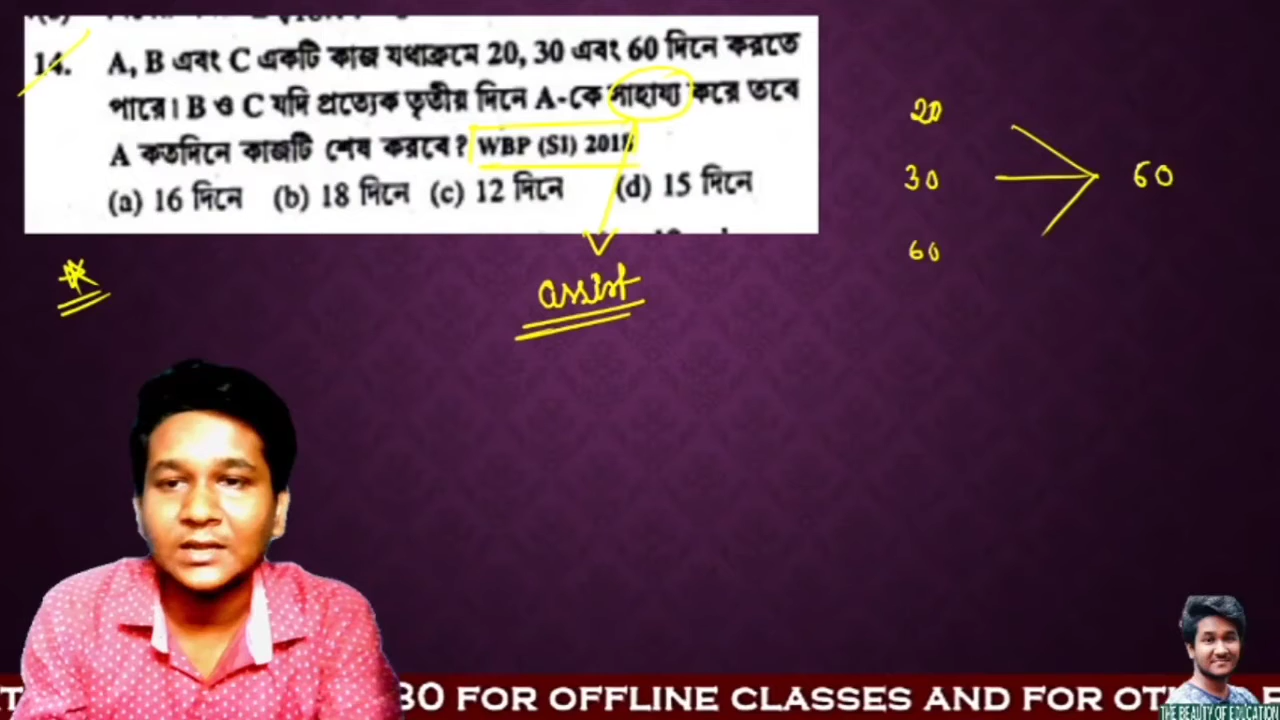 14. A, B এবং C একটি কাজ যথাক্রমে 20, 30 এবং 60 দিনে করতে
পারে। B ও C যদি প্রত্যেক তৃতীয় দিনে A-কে সাহায্য করে তবে
A কতদিনে কাজটি শেষ করবে? WBP (SI) 2018
(a) 16 দিনে (b) 18 দিনে (c) 12 দিনে (d) 15 দিনে
20
30
60
60
assist
30 FOR OFFLINE CLASSES AND FOR
THE BEAUTY OF EDUCATION